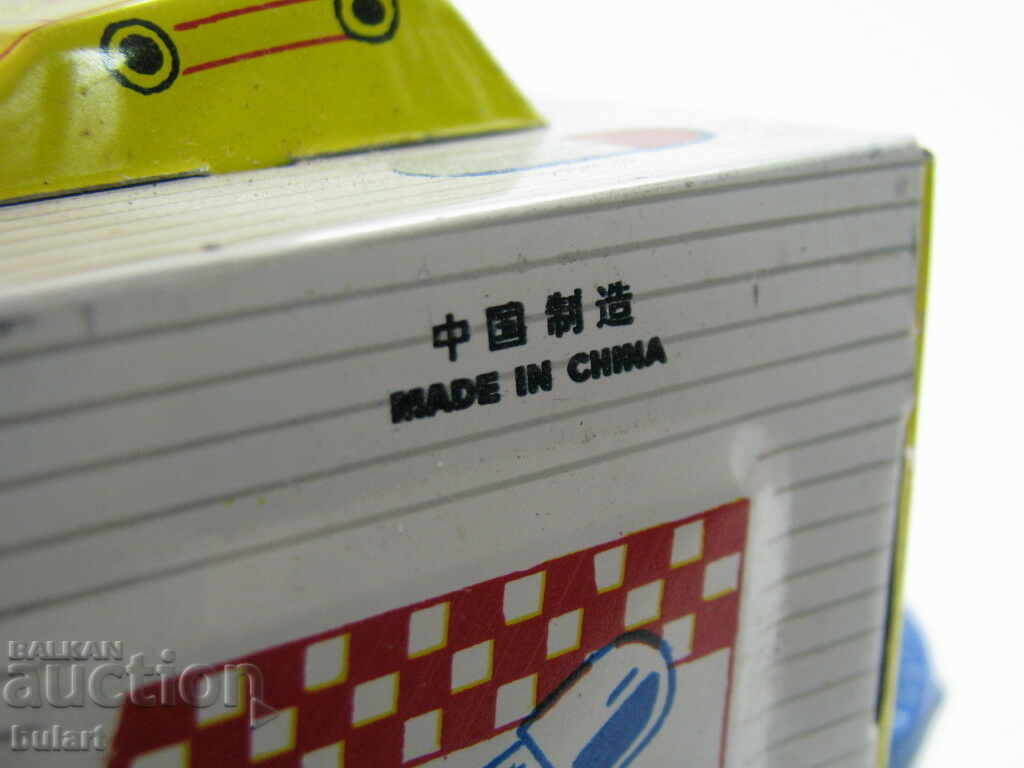 中国制造
MADE IN CHINA
BALKAN
auction
bulart